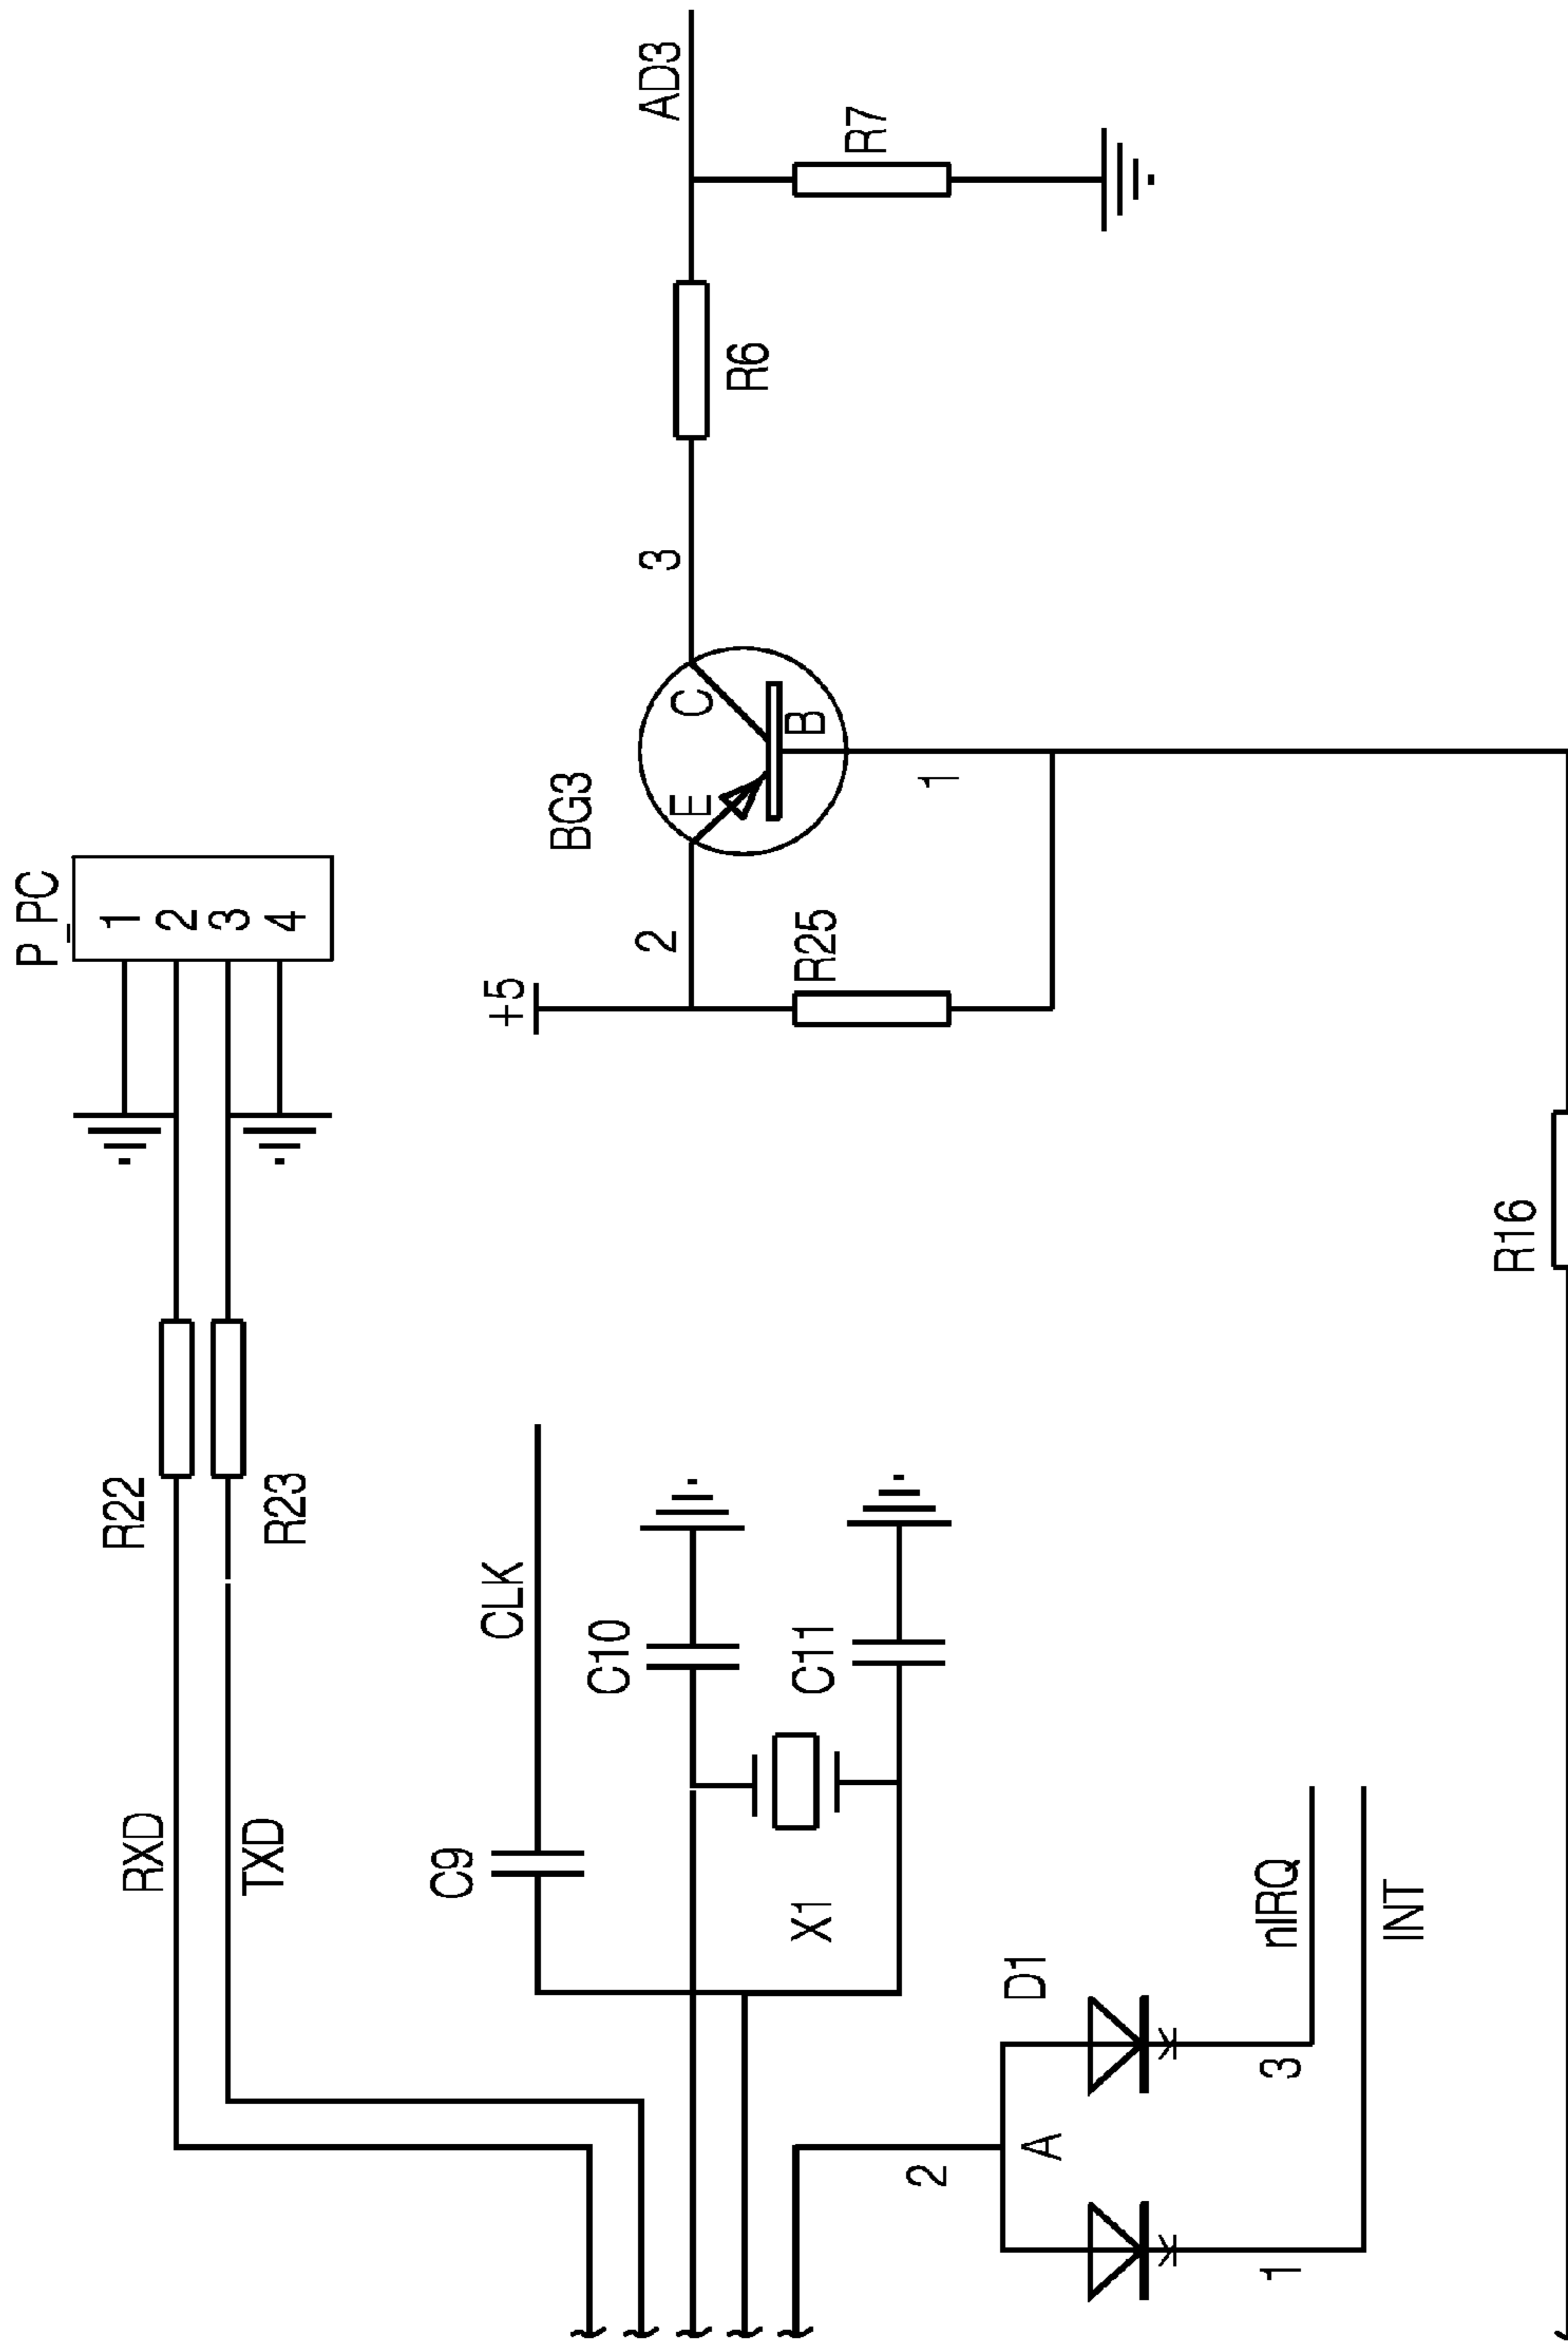 P_PC
1
2
3
4
R22
R23
RXD
TXD
+5
2
BG3
E
C
B
3
1
R25
R6
AD3
R7
CLK
C9
C10
C11
X1
D1
2
A
3
1
nIRQ
INT
R16